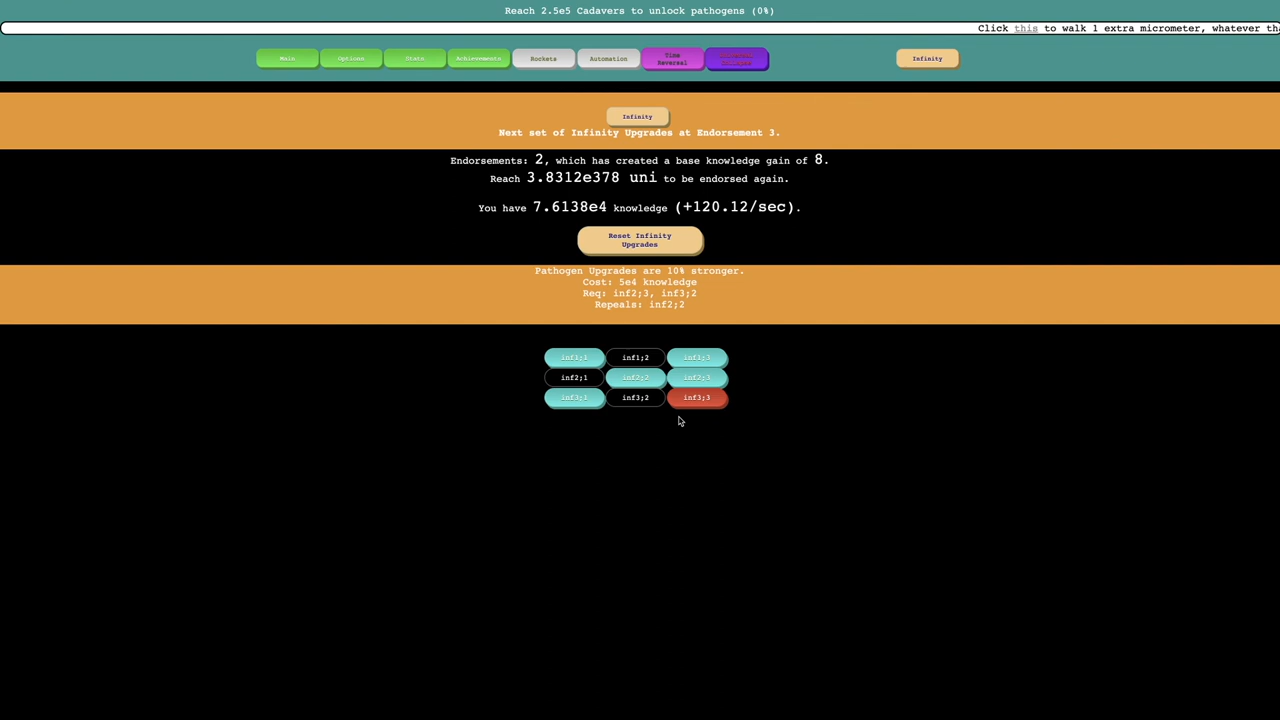 Reach 2.5e5 Cadavers to unlock pathogens (0%)
Click this to walk 1 extra micrometer, whatever tha
Main Options Stats Achievements Rockets Automation Time Reversal Universal Collapse Infinity
Infinity
Next set of Infinity Upgrades at Endorsement 3.
Endorsements: 2, which has created a base knowledge gain of 8.
Reach 3.8312e378 uni to be endorsed again.
You have 7.6138e4 knowledge (+120.12/sec).
Reset Infinity
Upgrades
Pathogen Upgrades are 10% stronger.
Cost: 5e4 knowledge
Req: inf2;3, inf3;2
Repeals: inf2;2
inf1;1 inf1;2 inf1;3
inf2;1 inf2;2 inf2;3
inf3;1 inf3;2 inf3;3